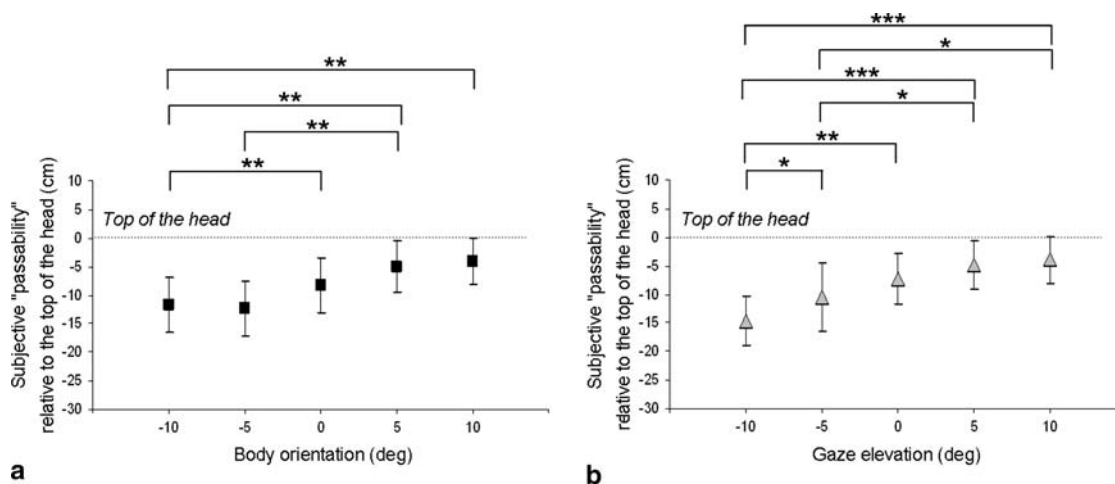 **
**
**
**
10
5
0
-5
-10
-15
-20
-25
-30
Subjective "passability"
relative to the top of the head (cm)
Top of the head
-10 -5 0 5 10
Body orientation (deg)
a
***
*
***
*
**
*
10
5
0
-5
-10
-15
-20
-25
-30
Subjective "passability"
relative to the top of the head (cm)
Top of the head
-10 -5 0 5 10
Gaze elevation (deg)
b